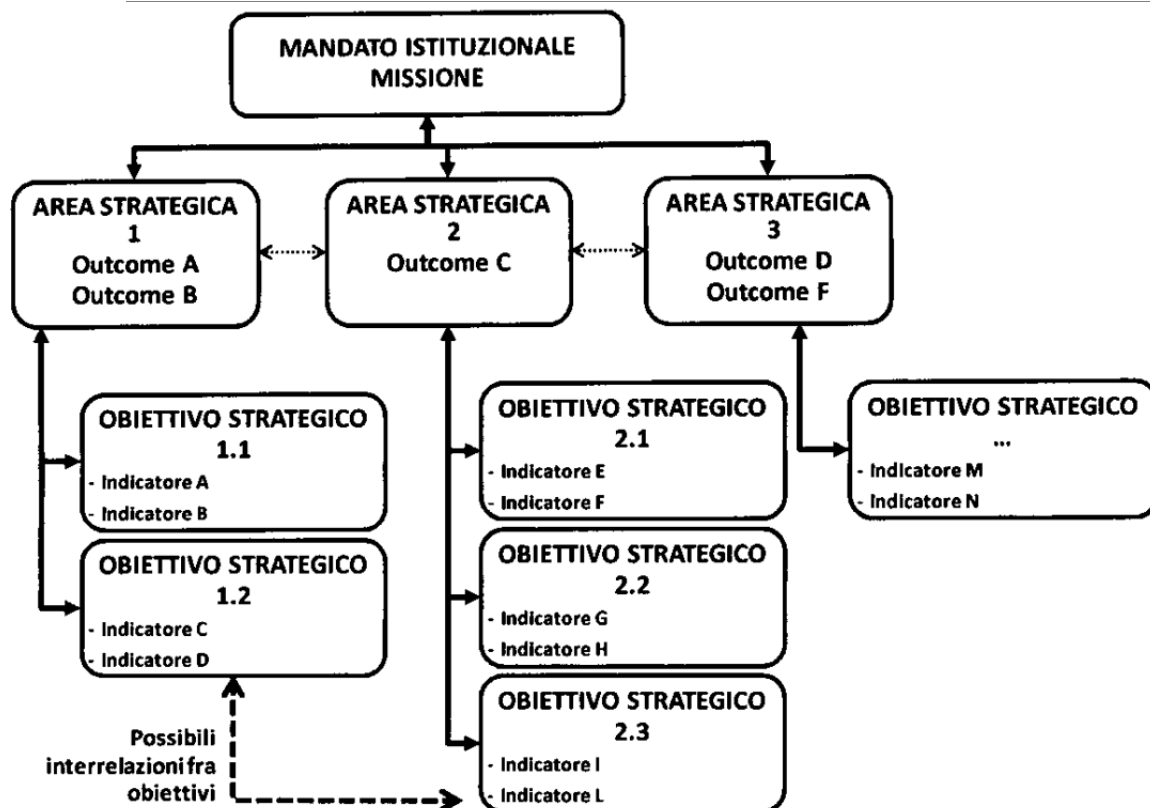 MANDATO ISTITUZIONALE
MISSIONE
AREA STRATEGICA
1
Outcome A
Outcome B
AREA STRATEGICA
2
Outcome C
AREA STRATEGICA
3
Outcome D
Outcome F
OBIETTIVO STRATEGICO
1.1
- Indicatore A
- Indicatore B
OBIETTIVO STRATEGICO
1.2
- Indicatore C
- Indicatore D
OBIETTIVO STRATEGICO
2.1
- Indicatore E
- Indicatore F
OBIETTIVO STRATEGICO
2.2
- Indicatore G
- Indicatore H
OBIETTIVO STRATEGICO
2.3
- Indicatore I
- Indicatore L
OBIETTIVO STRATEGICO
...
- Indicatore M
- Indicatore N
Possibili
interrelazioni fra
obiettivi